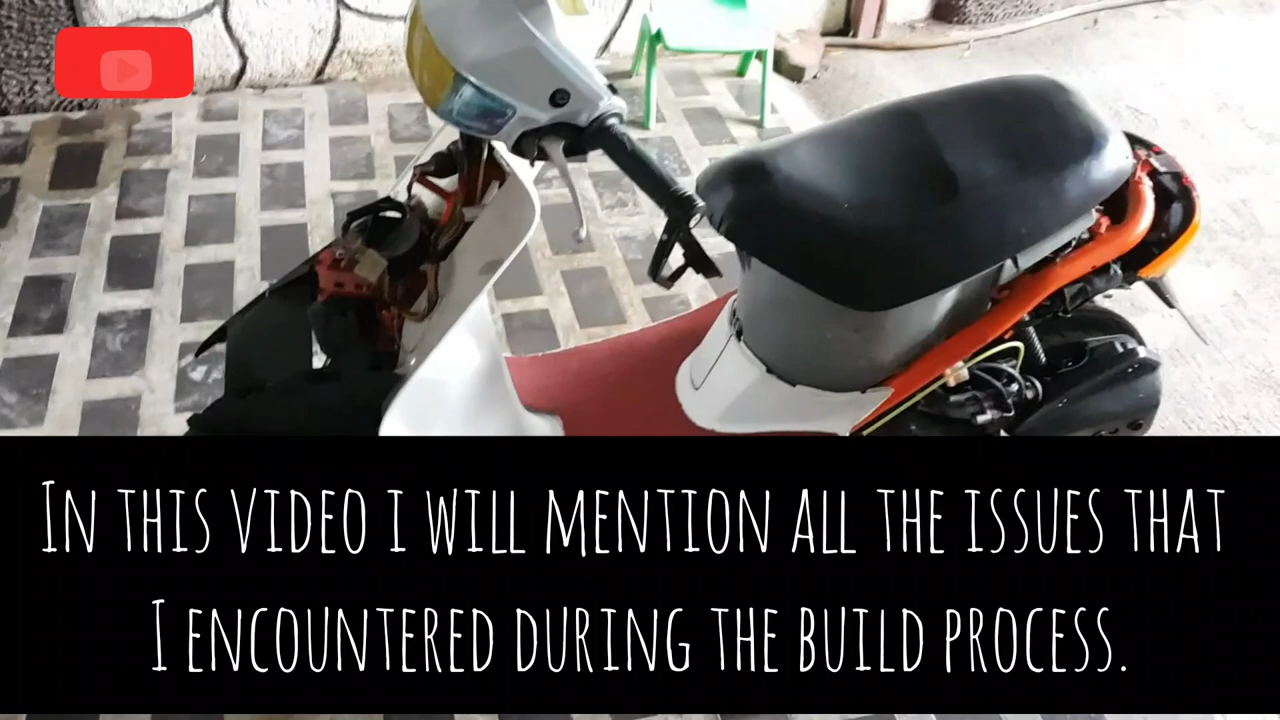 In this video i will mention all the issues that
I encountered during the build process.